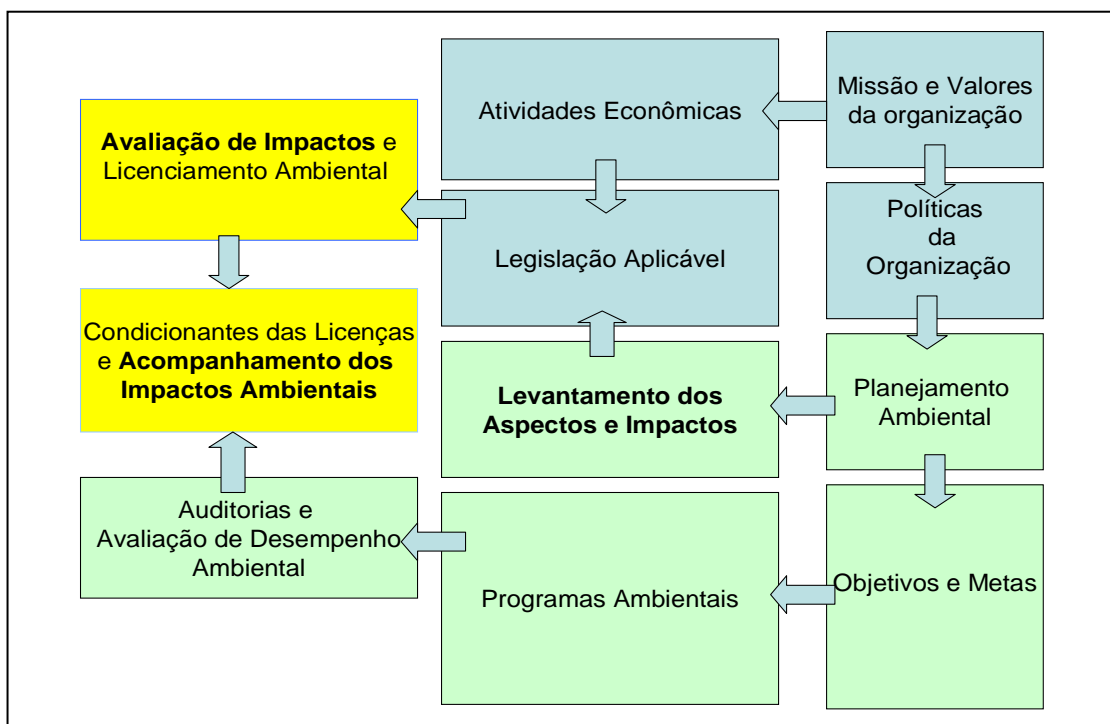 Avaliação de Impactos e
Licenciamento Ambiental
Condicionantes das Licenças
e Acompanhamento dos
Impactos Ambientais
Auditorias e
Avaliação de Desempenho
Ambiental
Atividades Econômicas
Legislação Aplicável
Levantamento dos
Aspectos e Impactos
Programas Ambientais
Missão e Valores
da organização
Políticas
da
Organização
Planejamento
Ambiental
Objetivos e Metas